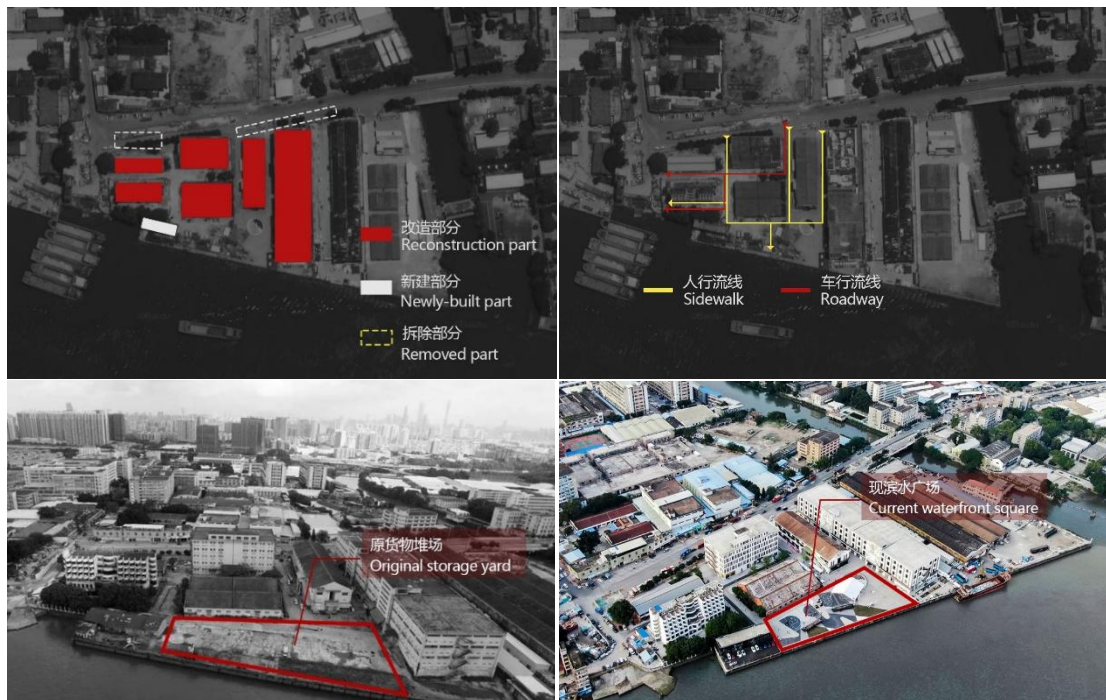 改造部分
Reconstruction part
新建部分
Newly-built part
拆除部分
Removed part
人行流线
Sidewalk
车行流线
Roadway
原货物堆场
Original storage yard
现滨水广场
Current waterfront square